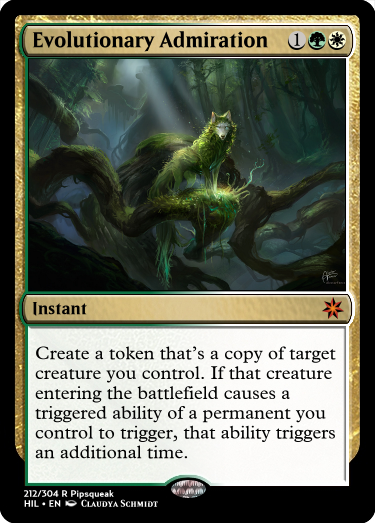 Evolutionary Admiration 1
Instant
Create a token that's a copy of target
creature you control. If that creature
entering the battlefield causes a
triggered ability of a permanent you
control to trigger, that ability triggers
an additional time.
212/304 R Pipsqueak
HIL • EN Claudya Schmidt